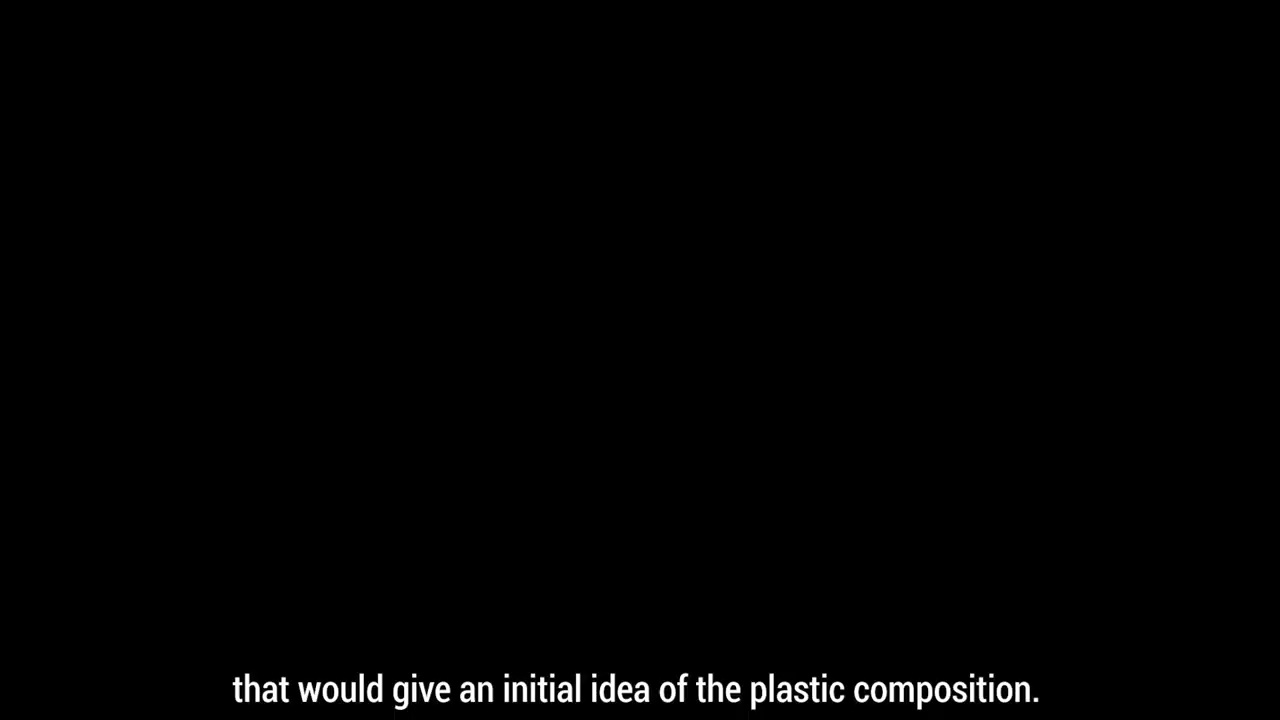 that would give an initial idea of the plastic composition.